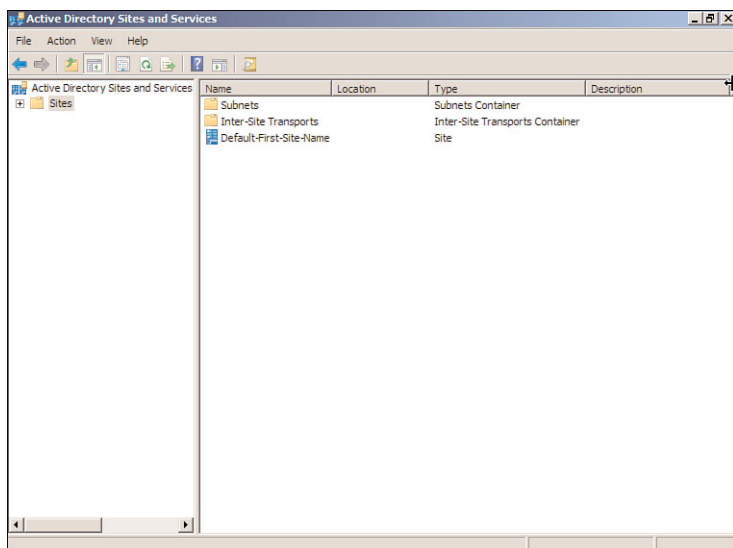 Active Directory Sites and Services
File Action View Help
Active Directory Sites and Services
Sites
Name Location Type Description
Subnets Subnets Container
Inter-Site Transports Inter-Site Transports Container
Default-First-Site-Name Site